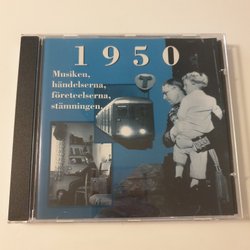 1950
Musiken,
händelserna,
företeelserna,
stämningen.